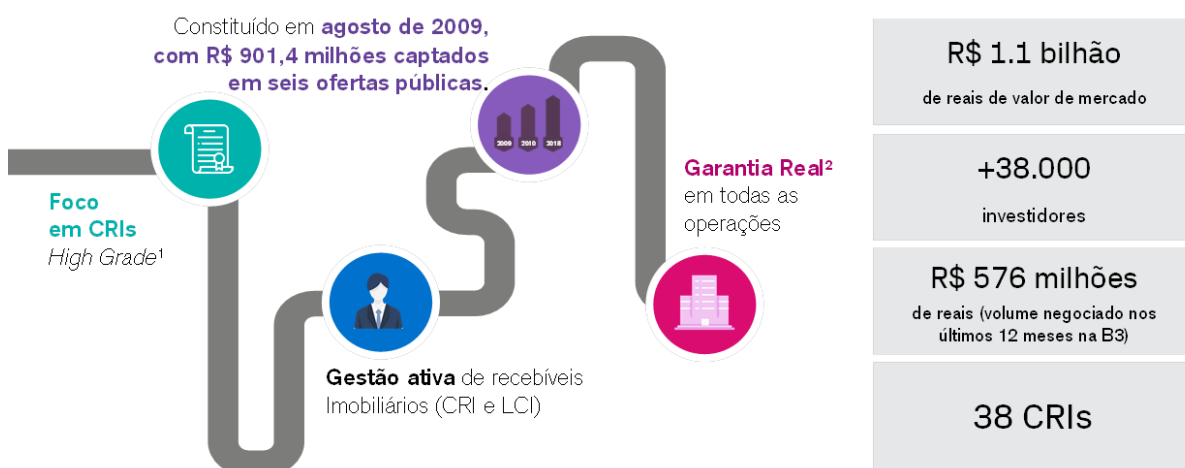 Constituído em agosto de 2009,
com R$ 901,4 milhões captados
em seis ofertas públicas.
2009 2010 2018
Foco
em CRIs
High Grade¹
Gestão ativa de recebíveis
Imobiliários (CRI e LCI)
Garantia Real²
em todas as
operações
R$ 1.1 bilhão
de reais de valor de mercado
+38.000
investidores
R$ 576 milhões
de reais (volume negociado nos
últimos 12 meses na B3)
38 CRIs